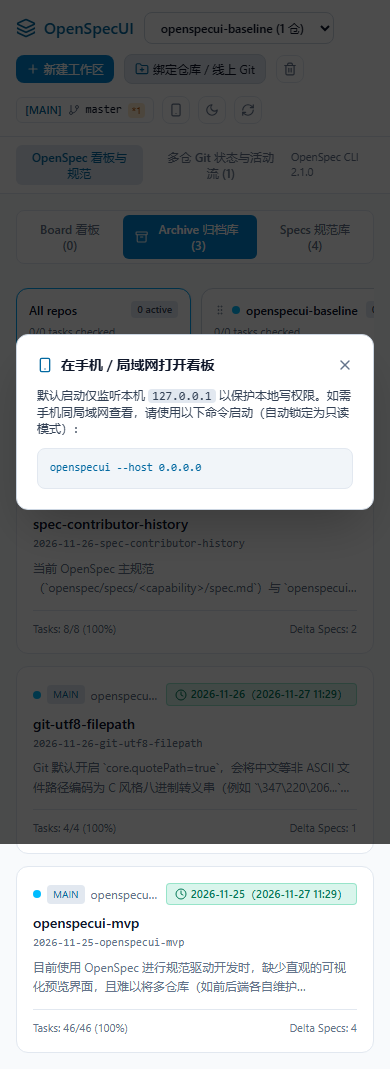 OpenSpecUI
openspecui-baseline (1 仓)
+ 新建工作区
绑定仓库 / 线上 Git
[MAIN] master *1
OpenSpec 看板与规范
多仓 Git 状态与活动流 (1)
OpenSpec CLI 2.1.0
Board 看板 (0)
Archive 归档库 (3)
Specs 规范库 (4)
All repos
0 active
0/0 tasks checked
openspecui-baseline
0/0 tasks checked
在手机 / 局域网打开看板
默认启动仅监听本机 127.0.0.1 以保护本地写权限。如需
手机同局域网查看，请使用以下命令启动（自动锁定为只读
模式）：
openspecui --host 0.0.0.0
spec-contributor-history
2026-11-26-spec-contributor-history
当前 OpenSpec 主规范
（`openspec/specs/<capability>/spec.md`）与 `openspecui...
Tasks: 8/8 (100%)
Delta Specs: 2
MAIN openspecu... 2026-11-26（2026-11-27 11:29）
git-utf8-filepath
2026-11-26-git-utf8-filepath
Git 默认开启 `core.quotePath=true`，会将中文等非 ASCII 文
件路径编码为 C 风格八进制转义串（例如 `\347\220\206...`...
Tasks: 4/4 (100%)
Delta Specs: 1
MAIN openspecu... 2026-11-25（2026-11-27 11:29）
openspecui-mvp
2026-11-25-openspecui-mvp
目前使用 OpenSpec 进行规范驱动开发时，缺少直观的可视
化预览界面，且难以将多仓库（如前后端各自维护...
Tasks: 46/46 (100%)
Delta Specs: 4